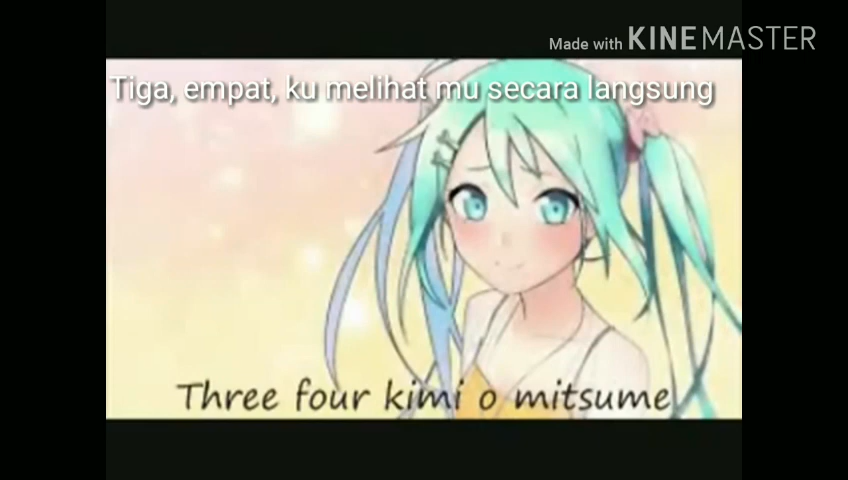 Made with KINEMASTER
Tiga, empat, ku melihat mu secara langsung
Three four kimi o mitsume